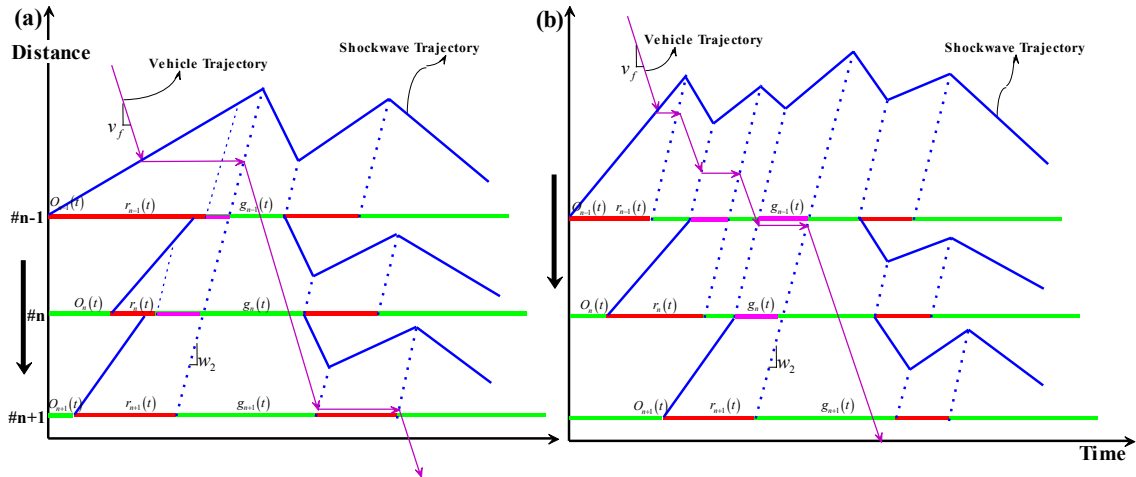 (a)
Distance
Vehicle Trajectory
Shockwave Trajectory
v_f
#n-1
O_{n-1}(t)
r_{n-1}(t)
g_{n-1}(t)
#n
O_n(t)
r_n(t)
g_n(t)
w_2
#n+1
O_{n+1}(t)
r_{n+1}(t)
g_{n+1}(t)
(b)
Vehicle Trajectory
Shockwave Trajectory
v_f
O_{n-1}(t)
r_{n-1}(t)
g_{n-1}(t)
O_n(t)
r_n(t)
g_n(t)
w_2
O_{n+1}(t)
r_{n+1}(t)
g_{n+1}(t)
Time